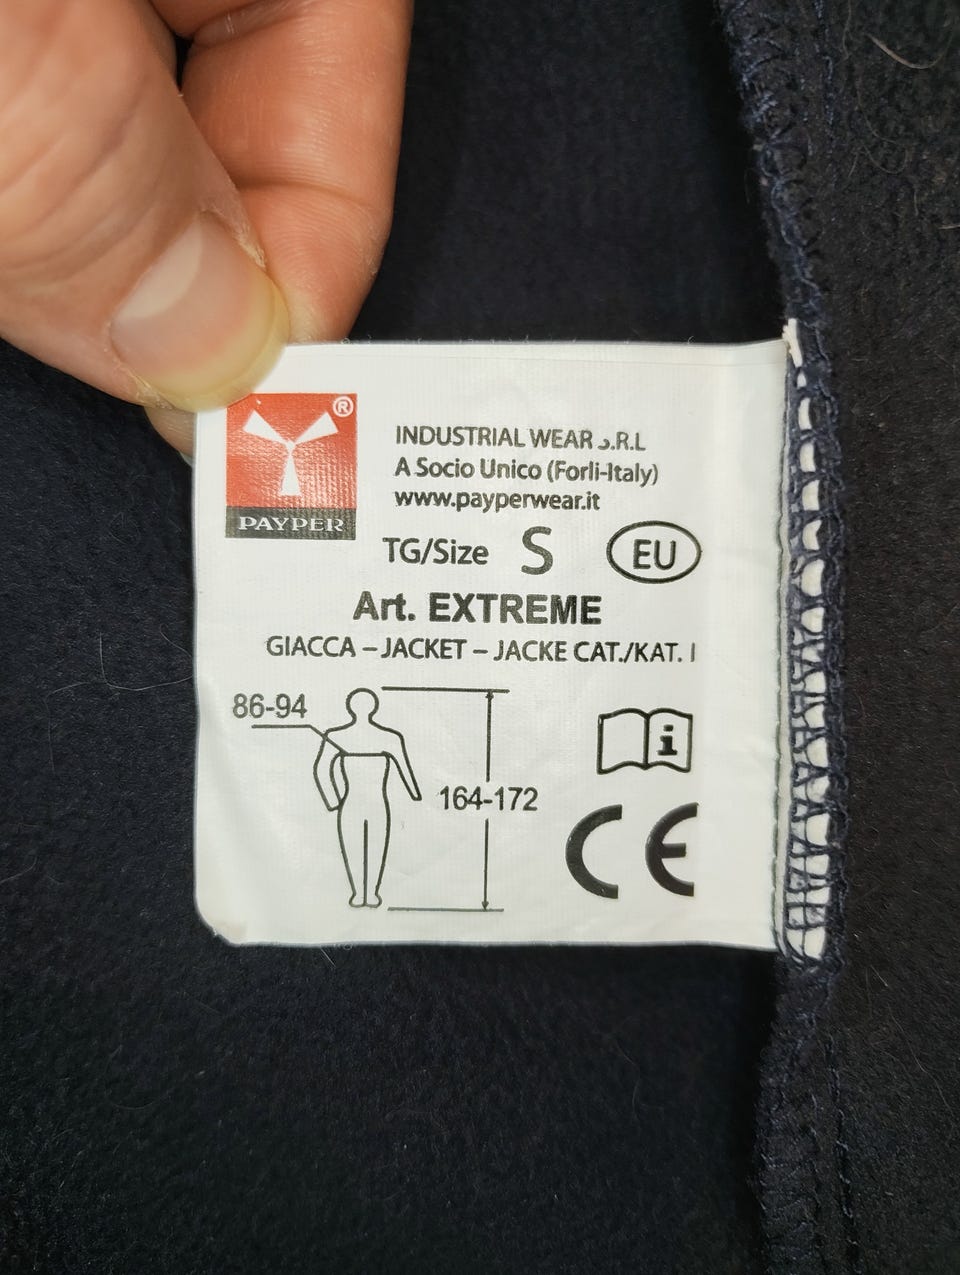 ®
PAYPER
INDUSTRIAL WEAR S.R.L
A Socio Unico (Forli-Italy)
www.payperwear.it
TG/Size S EU
Art. EXTREME
GIACCA – JACKET – JACKE CAT./KAT. I
86-94
164-172
i
CE